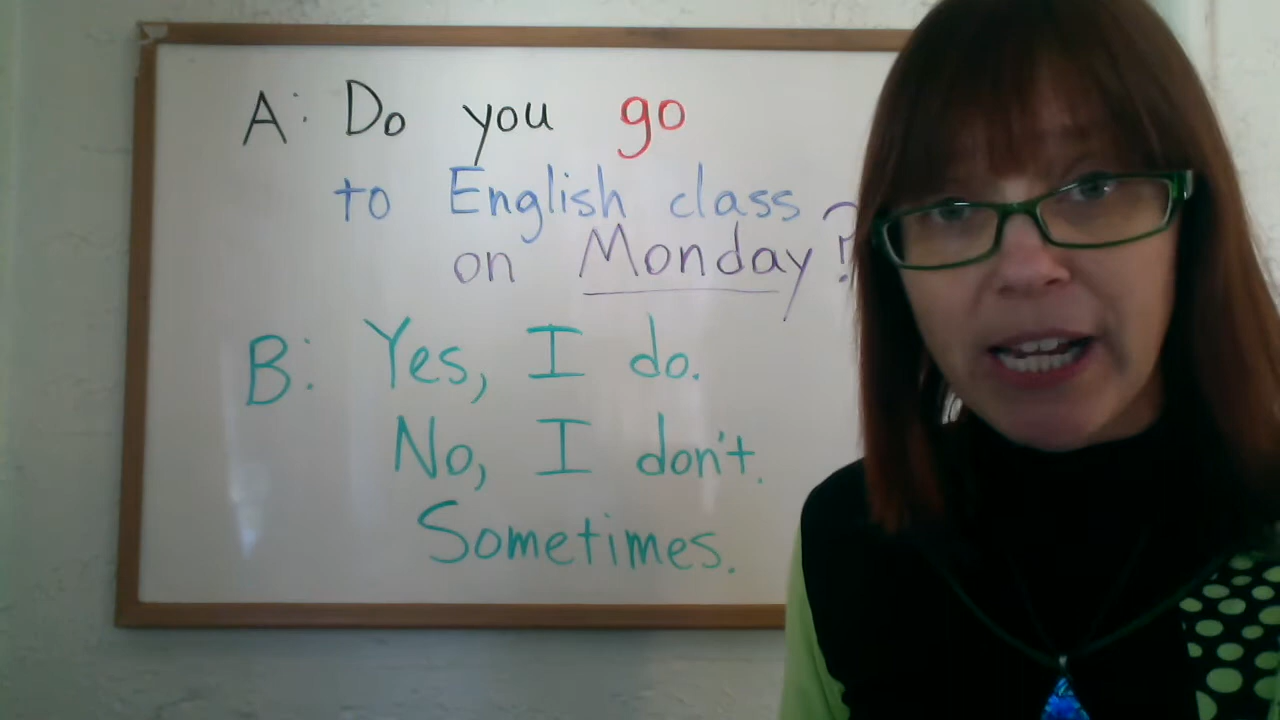 A: Do you go
to English class
on Monday?
B: Yes, I do.
No, I don't.
Sometimes.